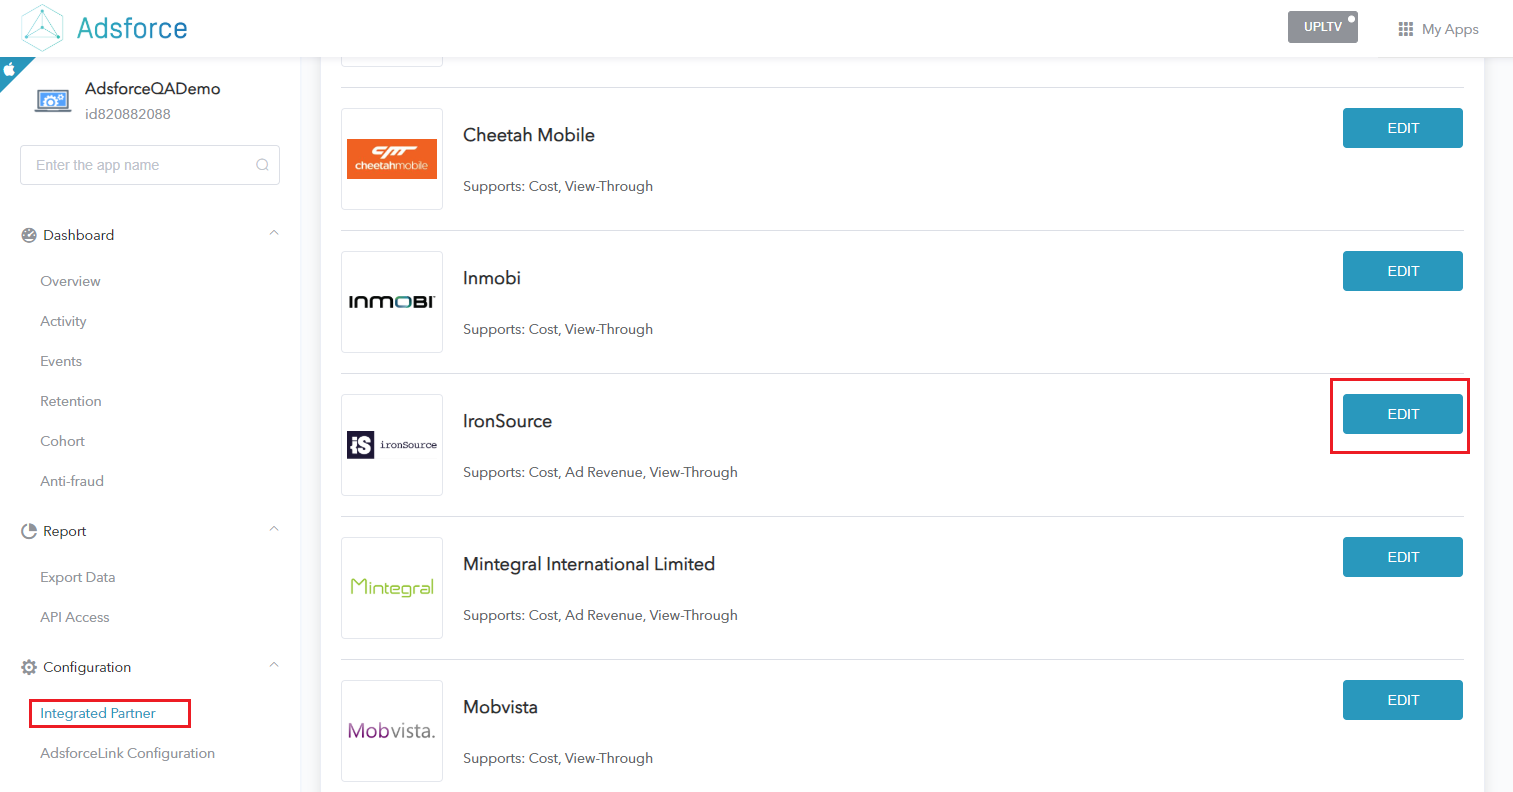 Adsforce
UPLTV
My Apps
AdsforceQADemo
id820882088
Enter the app name
Dashboard
Overview
Activity
Events
Retention
Cohort
Anti-fraud
Report
Export Data
API Access
Configuration
Integrated Partner
AdsforceLink Configuration
cm
cheetahmobile
Cheetah Mobile
Supports: Cost, View-Through
EDIT
INMOBI
Inmobi
Supports: Cost, View-Through
EDIT
iS ironSource
IronSource
Supports: Cost, Ad Revenue, View-Through
EDIT
Mintegral
Mintegral International Limited
Supports: Cost, Ad Revenue, View-Through
EDIT
Mobvista.
Mobvista
Supports: Cost, View-Through
EDIT